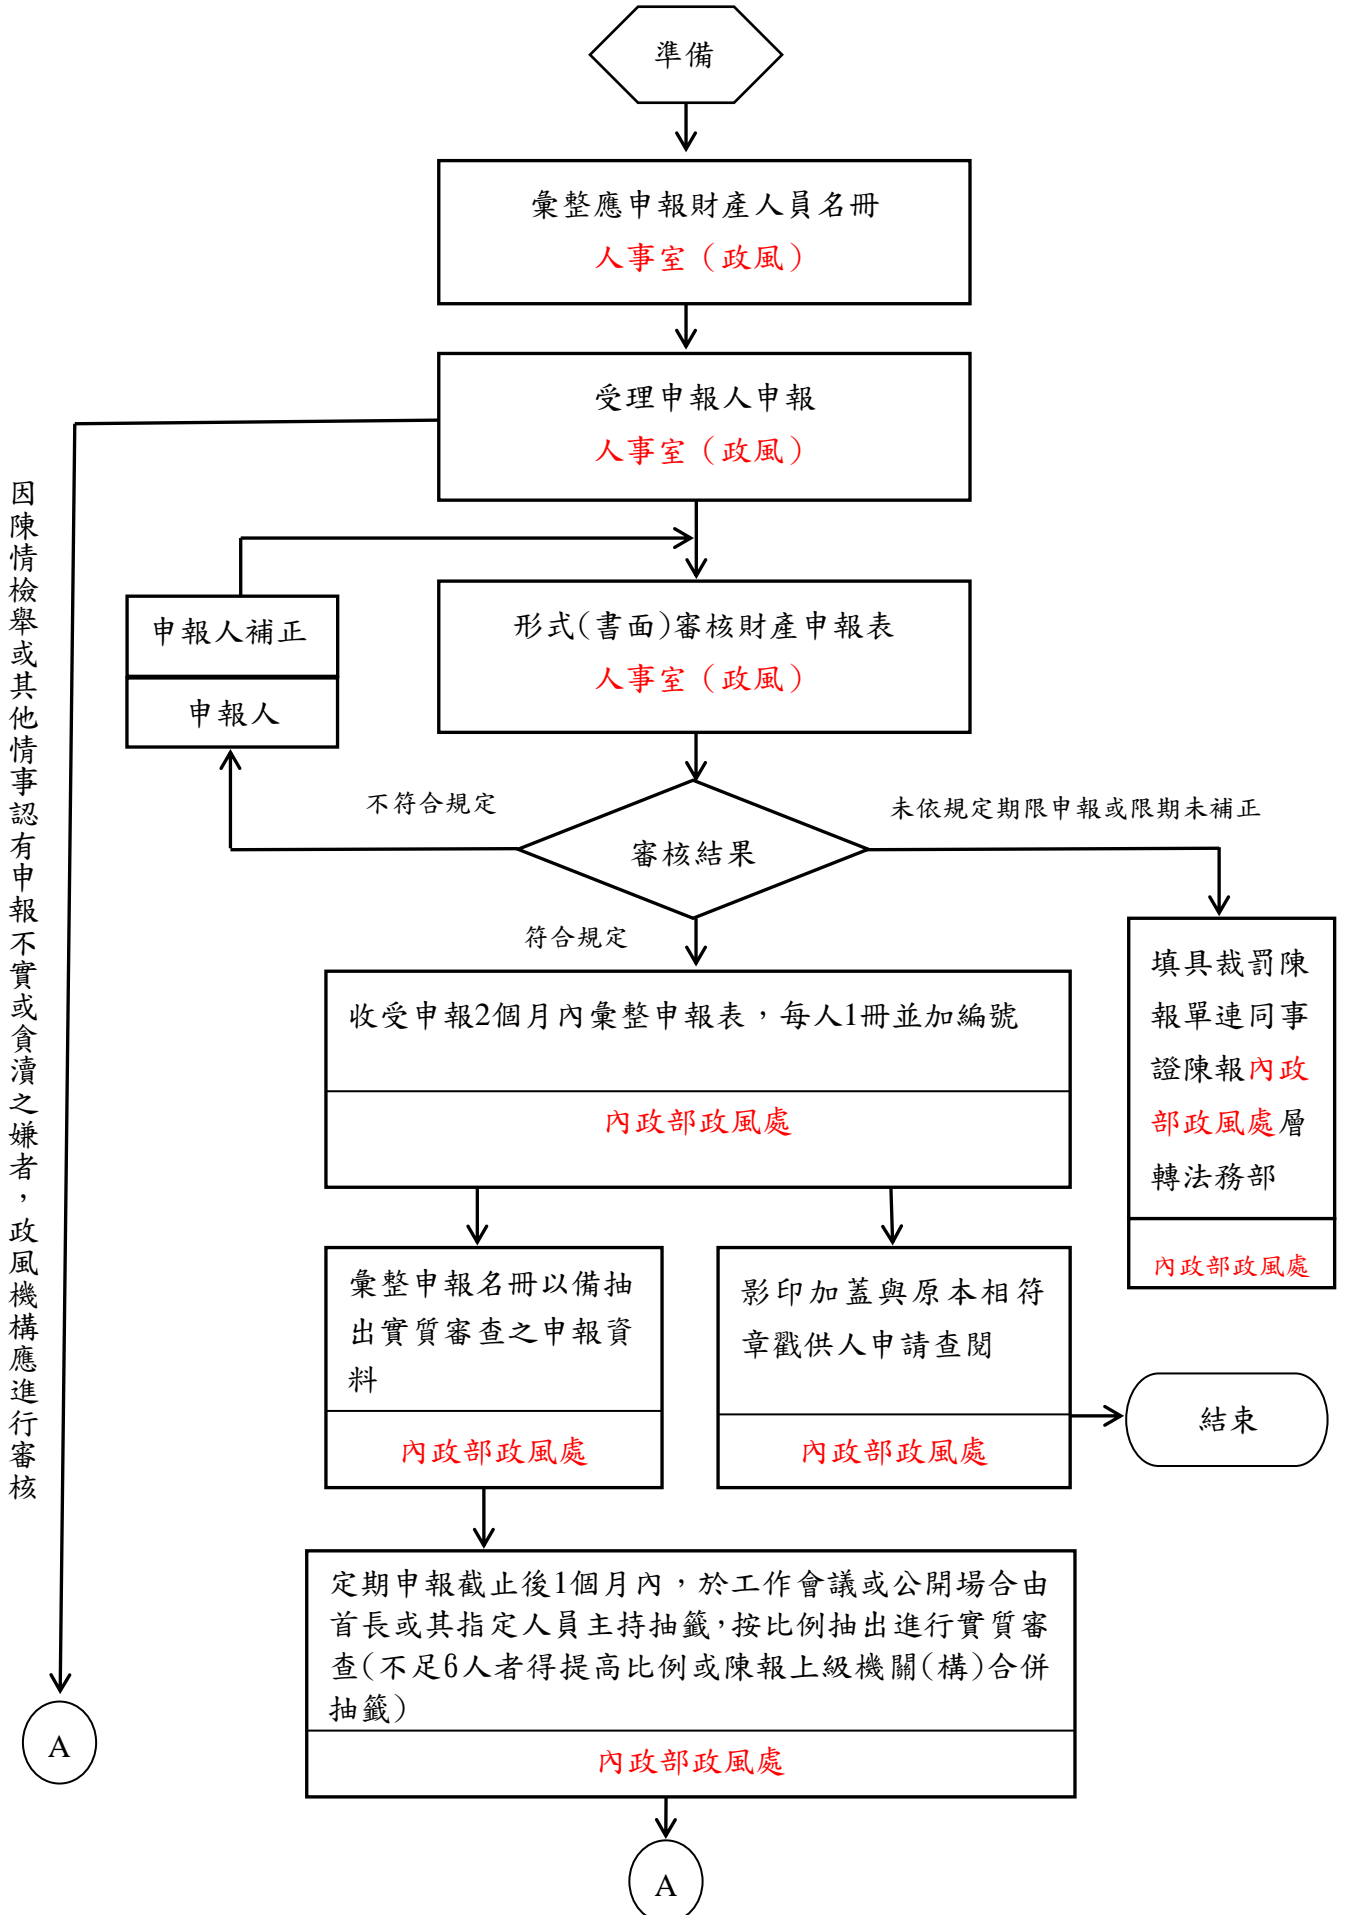 準備
彙整應申報財產人員名冊
人事室（政風）
受理申報人申報
人事室（政風）
因陳情檢舉或其他情事認有申報不實或貪瀆之嫌者，政風機構應進行審核
申報人補正
申報人
形式(書面)審核財產申報表
人事室（政風）
不符合規定
審核結果
未依規定期限申報或限期未補正
符合規定
填具裁罰陳
報單連同事
證陳報內政
部政風處層
轉法務部
內政部政風處
收受申報2個月內彙整申報表，每人1冊並加編號
內政部政風處
彙整申報名冊以備抽
出實質審查之申報資
料
內政部政風處
影印加蓋與原本相符
章戳供人申請查閱
內政部政風處
結束
定期申報截止後1個月內，於工作會議或公開場合由
首長或其指定人員主持抽籤，按比例抽出進行實質審
查(不足6人者得提高比例或陳報上級機關(構)合併
抽籤)
內政部政風處
A
A